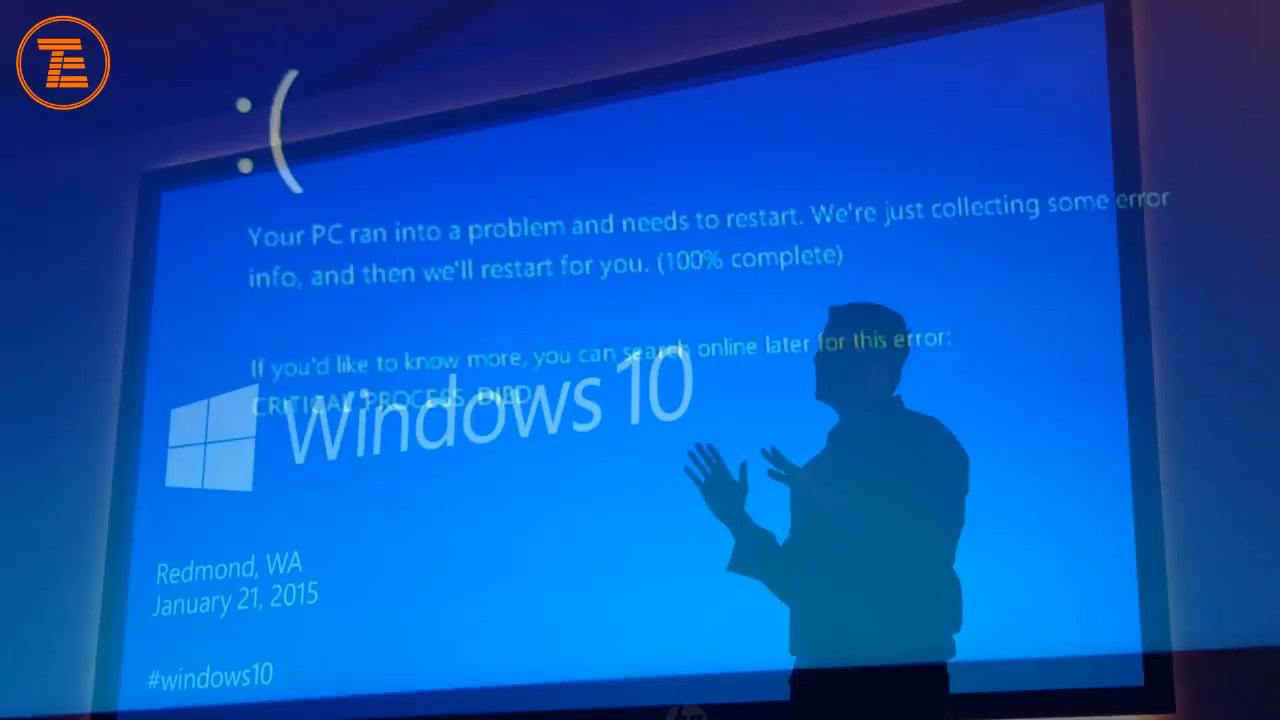 TE
:(
Your PC ran into a problem and needs to restart. We're just collecting some error
info, and then we'll restart for you. (100% complete)
If you'd like to know more, you can search online later for this error:
CRITICAL PROCESS DIED
Windows 10
Redmond, WA
January 21, 2015
#windows10